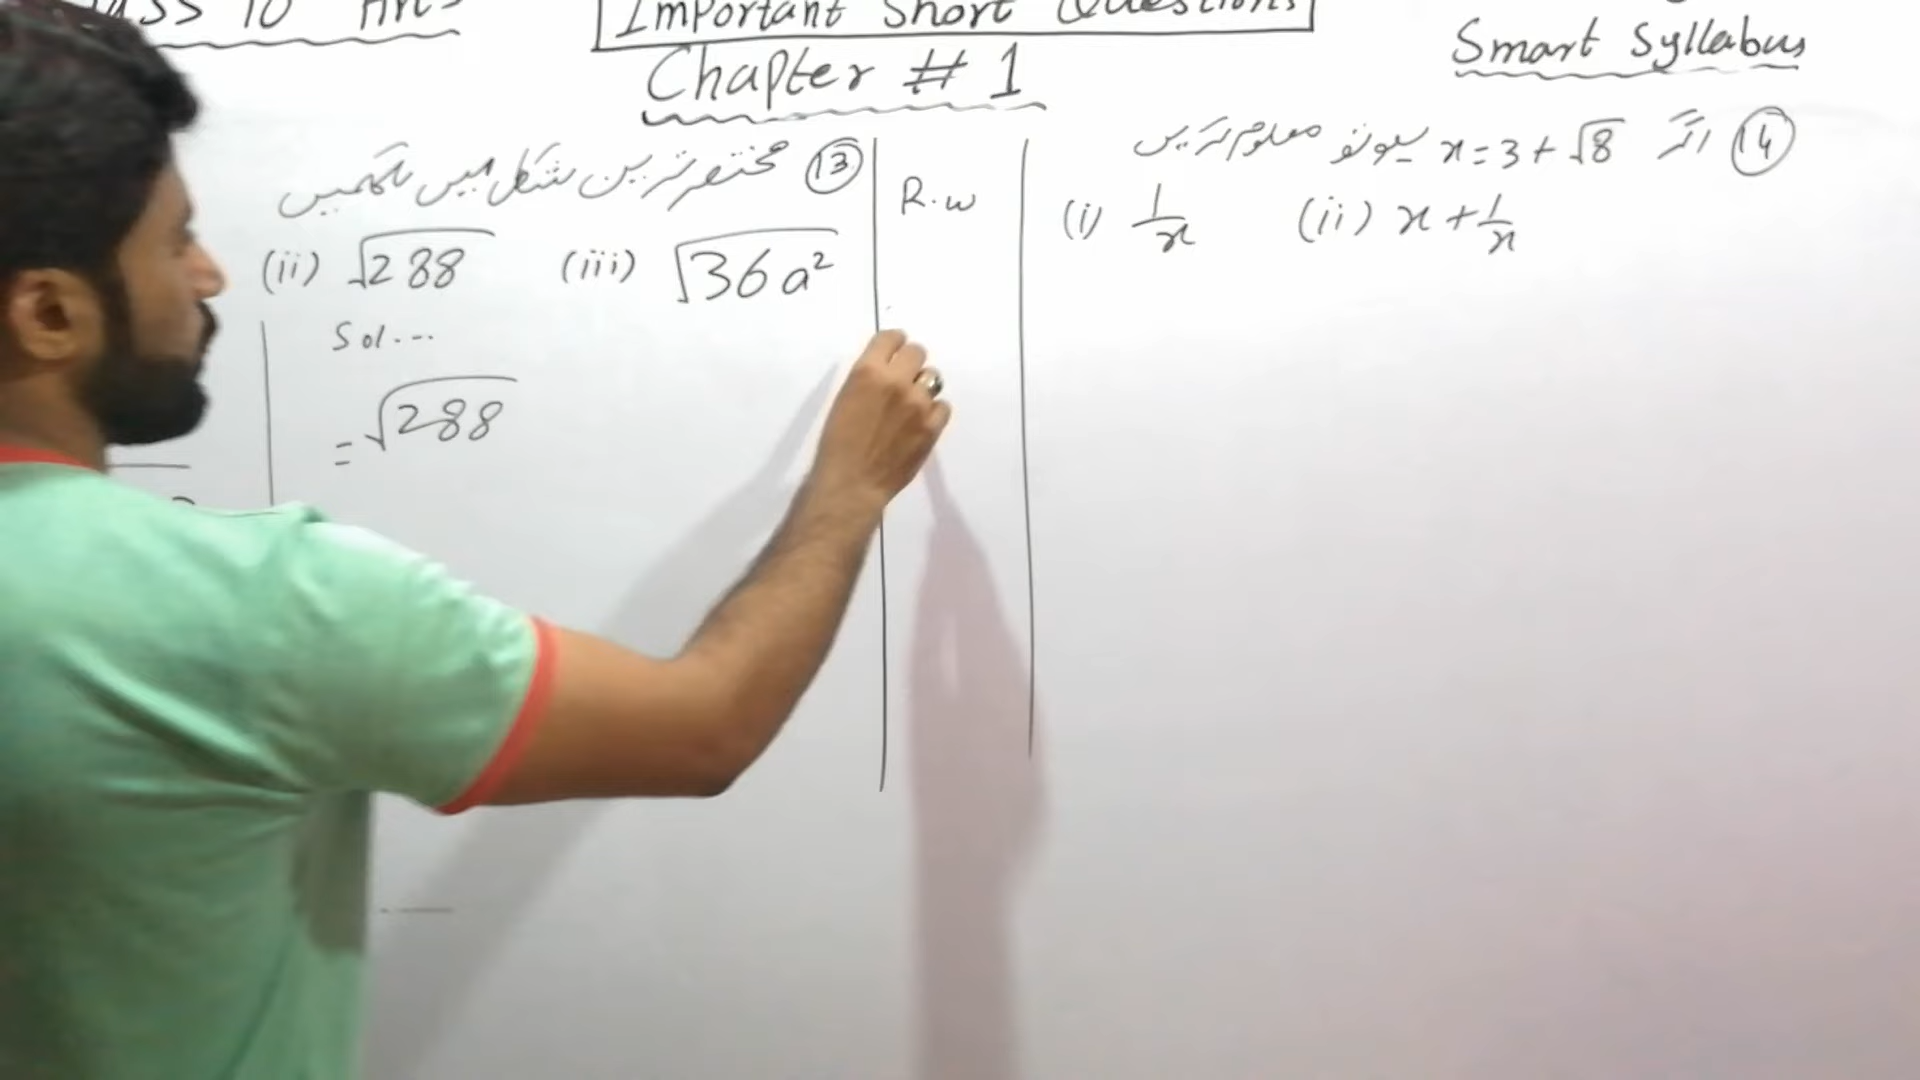 Important Short Questions
Smart Syllabus
Chapter # 1
⑬ مختصر ترین شکل میں لکھیں
(ii) √288 (iii) √36a²
Sol...
= √288
R.w
⑭ اگر x = 3 + √8 ہو تو معلوم کریں
(i) 1/x (ii) x + 1/x